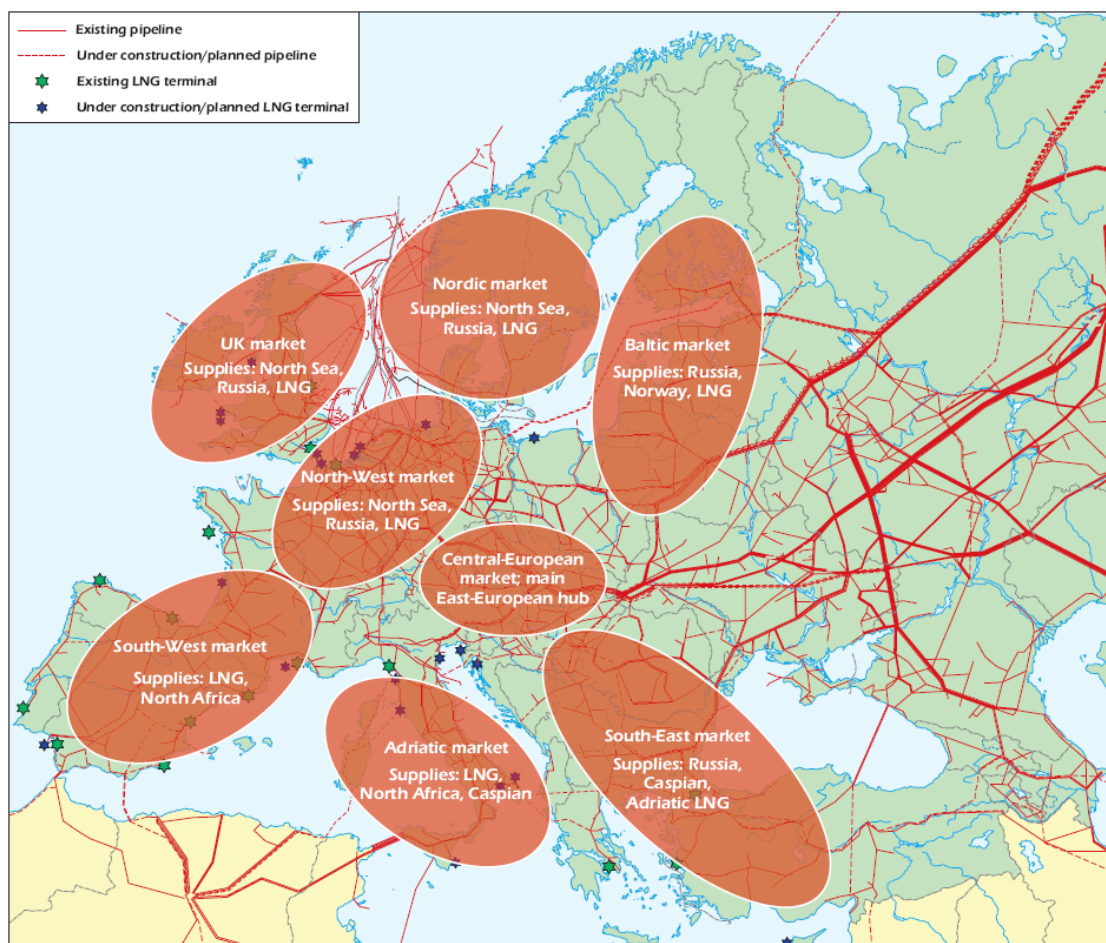 Existing pipeline
Under construction/planned pipeline
Existing LNG terminal
Under construction/planned LNG terminal
Nordic market
Supplies: North Sea,
Russia, LNG
UK market
Supplies: North Sea,
Russia, LNG
Baltic market
Supplies: Russia,
Norway, LNG
North-West market
Supplies: North Sea,
Russia, LNG
Central-European
market; main
East-European hub
South-West market
Supplies: LNG,
North Africa
Adriatic market
Supplies: LNG,
North Africa, Caspian
South-East market
Supplies: Russia,
Caspian,
Adriatic LNG